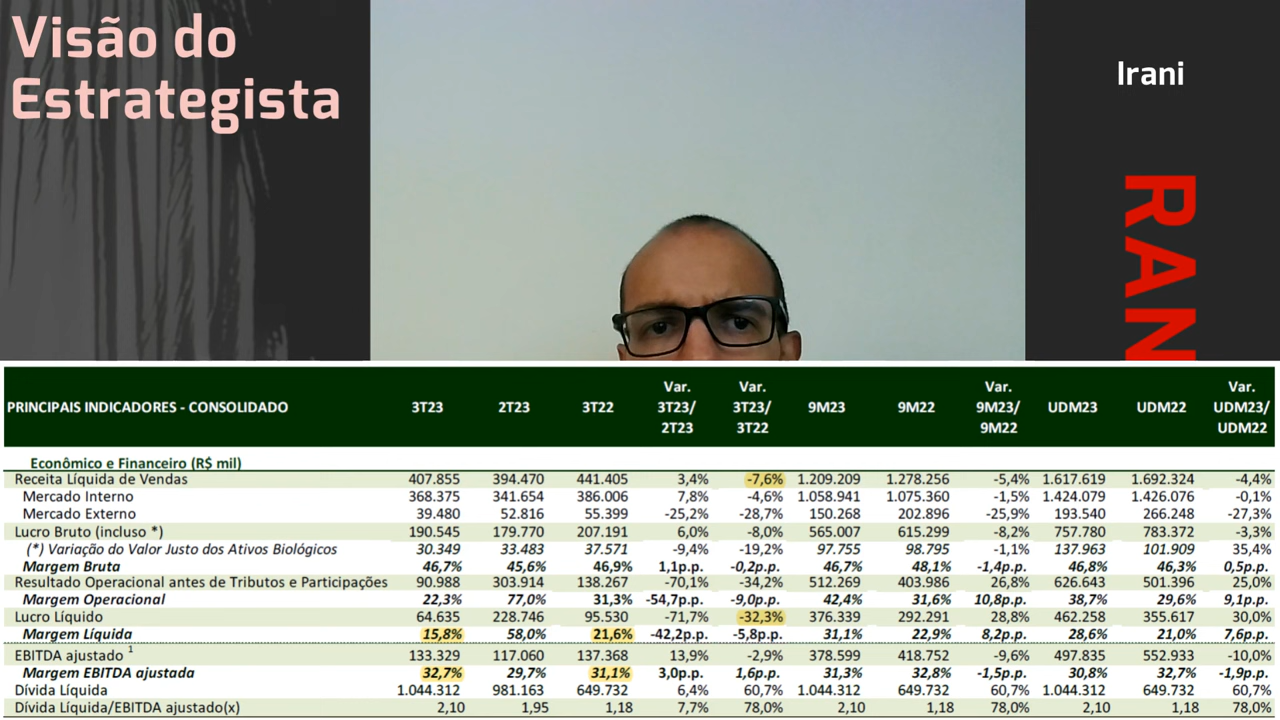 Visão do
Estrategista
Irani
RAN
PRINCIPAIS INDICADORES - CONSOLIDADO 3T23 2T23 3T22 Var. 3T23/ 2T23 Var. 3T23/ 3T22 9M23 9M22 Var. 9M23/ 9M22 UDM23 UDM22 Var. UDM23/ UDM22
Econômico e Financeiro (R$ mil)
Receita Líquida de Vendas 407.855 394.470 441.405 3,4% -7,6% 1.209.209 1.278.256 -5,4% 1.617.619 1.692.324 -4,4%
Mercado Interno 368.375 341.654 386.006 7,8% -4,6% 1.058.941 1.075.360 -1,5% 1.424.079 1.426.076 -0,1%
Mercado Externo 39.480 52.816 55.399 -25,2% -28,7% 150.268 202.896 -25,9% 193.540 266.248 -27,3%
Lucro Bruto (incluso *) 190.545 179.770 207.191 6,0% -8,0% 565.007 615.299 -8,2% 757.780 783.372 -3,3%
(*) Variação do Valor Justo dos Ativos Biológicos 30.349 33.483 37.571 -9,4% -19,2% 97.755 98.795 -1,1% 137.963 101.909 35,4%
Margem Bruta 46,7% 45,6% 46,9% 1,1p.p. -0,2p.p. 46,7% 48,1% -1,4p.p. 46,8% 46,3% 0,5p.p.
Resultado Operacional antes de Tributos e Participações 90.988 303.914 138.267 -70,1% -34,2% 512.269 403.986 26,8% 626.643 501.396 25,0%
Margem Operacional 22,3% 77,0% 31,3% -54,7p.p. -9,0p.p. 42,4% 31,6% 10,8p.p. 38,7% 29,6% 9,1p.p.
Lucro Líquido 64.635 228.746 95.530 -71,7% -32,3% 376.339 292.291 28,8% 462.258 355.617 30,0%
Margem Líquida 15,8% 58,0% 21,6% -42,2p.p. -5,8p.p. 31,1% 22,9% 8,2p.p. 28,6% 21,0% 7,6p.p.
EBITDA ajustado ¹ 133.329 117.060 137.368 13,9% -2,9% 378.599 418.752 -9,6% 497.835 552.933 -10,0%
Margem EBITDA ajustada 32,7% 29,7% 31,1% 3,0p.p. 1,6p.p. 31,3% 32,8% -1,5p.p. 30,8% 32,7% -1,9p.p.
Dívida Líquida 1.044.312 981.163 649.732 6,4% 60,7% 1.044.312 649.732 60,7% 1.044.312 649.732 60,7%
Dívida Líquida/EBITDA ajustado(x) 2,10 1,95 1,18 7,7% 78,0% 2,10 1,18 78,0% 2,10 1,18 78,0%